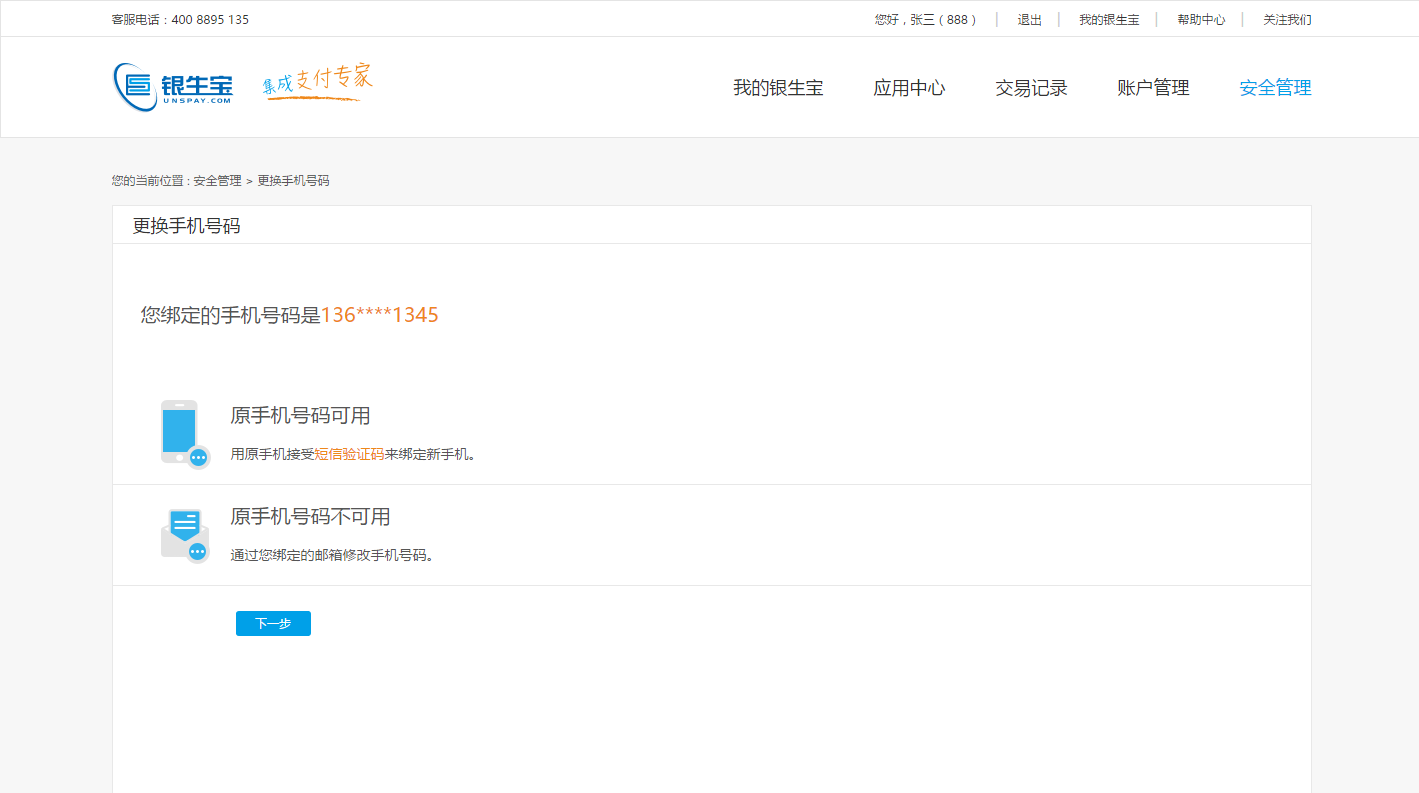 客服电话：400 8895 135
您好，张三（888） | 退出 | 我的银生宝 | 帮助中心 | 关注我们
银生宝
UNSPAY.COM
集成支付专家
我的银生宝 应用中心 交易记录 账户管理 安全管理
您的当前位置 : 安全管理 > 更换手机号码
更换手机号码
您绑定的手机号码是136****1345
原手机号码可用
用原手机接受短信验证码来绑定新手机。
原手机号码不可用
通过您绑定的邮箱修改手机号码。
下一步